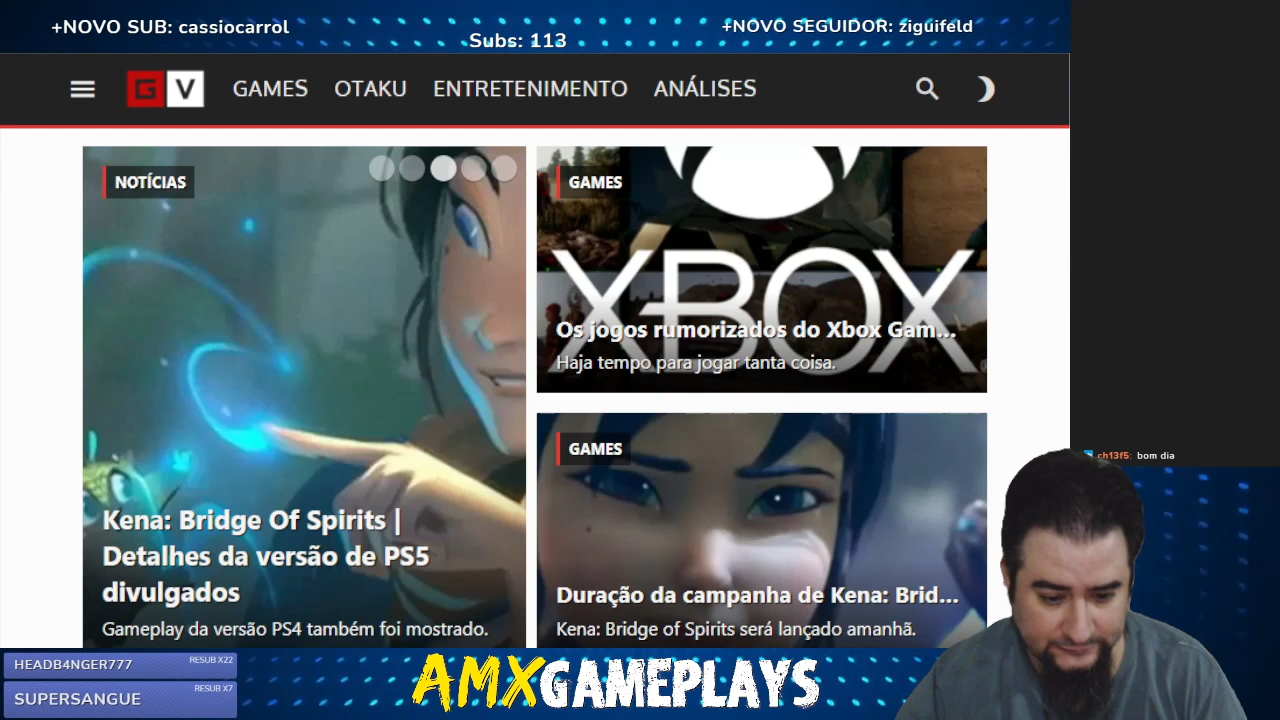 +NOVO SUB: cassiocarrol
Subs: 113
+NOVO SEGUIDOR: ziguifeld
G V
GAMES
OTAKU
ENTRETENIMENTO
ANÁLISES
NOTÍCIAS
Kena: Bridge Of Spirits |
Detalhes da versão de PS5
divulgados
Gameplay da versão PS4 também foi mostrado.
GAMES
XBOX
Os jogos rumorizados do Xbox Gam...
Haja tempo para jogar tanta coisa.
GAMES
Duração da campanha de Kena: Brid...
Kena: Bridge of Spirits será lançado amanhã.
ch13f5: bom dia
HEADB4NGER777
RESUB X22
SUPERSANGUE
RESUB X7
AMXGAMEPLAYS